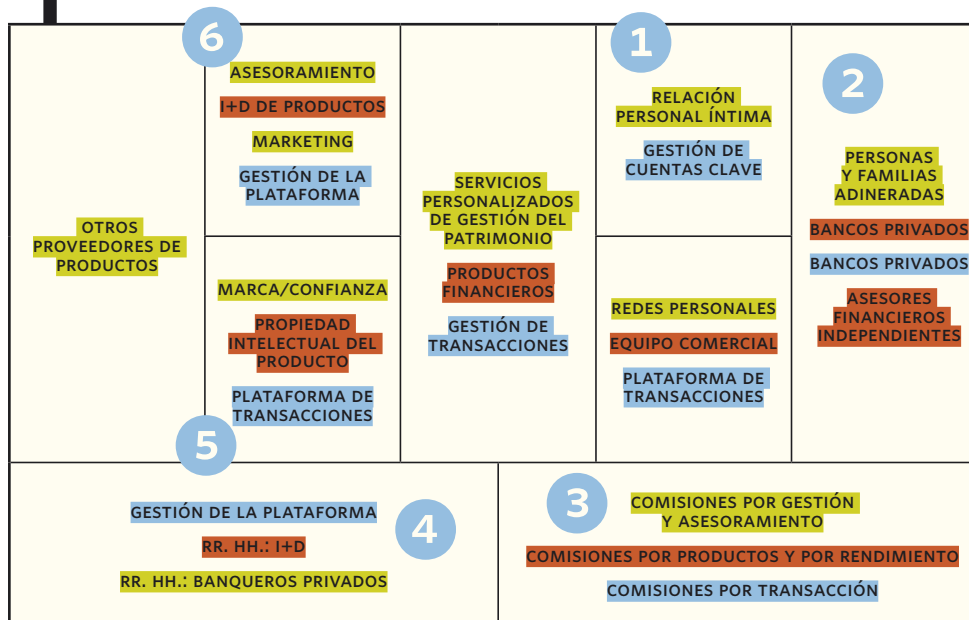 OTROS
PROVEEDORES DE
PRODUCTOS
6
ASESORAMIENTO
I+D DE PRODUCTOS
MARKETING
GESTIÓN DE LA
PLATAFORMA
MARCA/CONFIANZA
PROPIEDAD
INTELECTUAL DEL
PRODUCTO
PLATAFORMA DE
TRANSACCIONES
5
SERVICIOS
PERSONALIZADOS
DE GESTIÓN DEL
PATRIMONIO
PRODUCTOS
FINANCIEROS
GESTIÓN DE
TRANSACCIONES
1
RELACIÓN
PERSONAL ÍNTIMA
GESTIÓN DE
CUENTAS CLAVE
REDES PERSONALES
EQUIPO COMERCIAL
PLATAFORMA DE
TRANSACCIONES
2
PERSONAS
Y FAMILIAS
ADINERADAS
BANCOS PRIVADOS
BANCOS PRIVADOS
ASESORES
FINANCIEROS
INDEPENDIENTES
GESTIÓN DE LA PLATAFORMA
RR. HH.: I+D
RR. HH.: BANQUEROS PRIVADOS
4
3
COMISIONES POR GESTIÓN
Y ASESORAMIENTO
COMISIONES POR PRODUCTOS Y POR RENDIMIENTO
COMISIONES POR TRANSACCIÓN